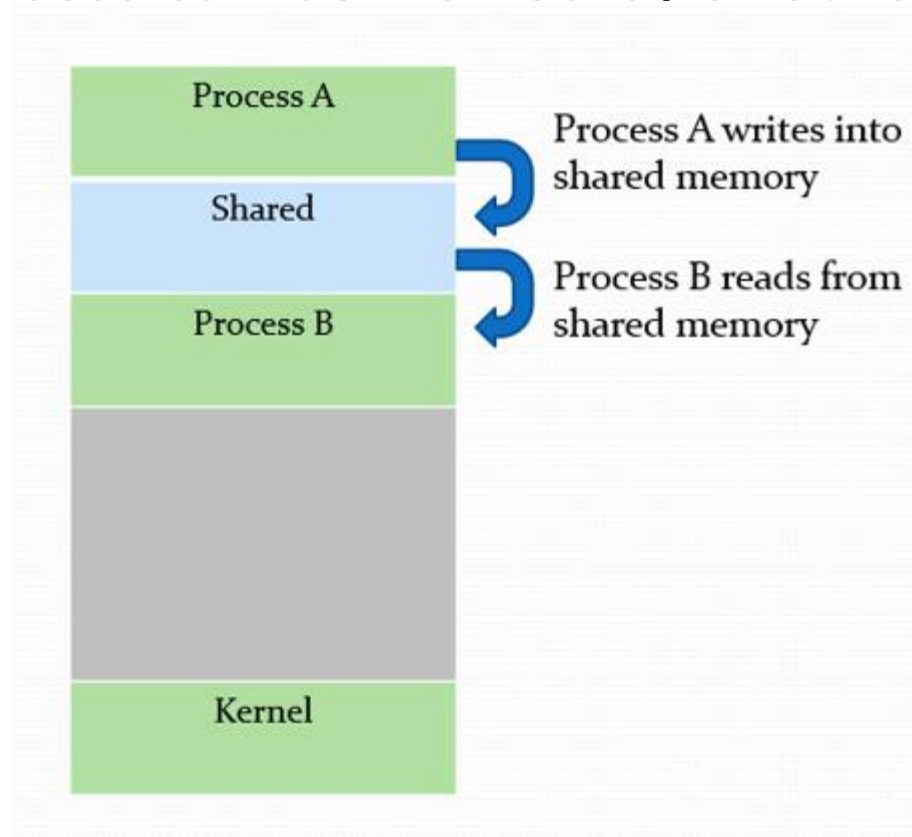 Process A
Process A writes into
shared memory
Shared
Process B reads from
shared memory
Process B
Kernel